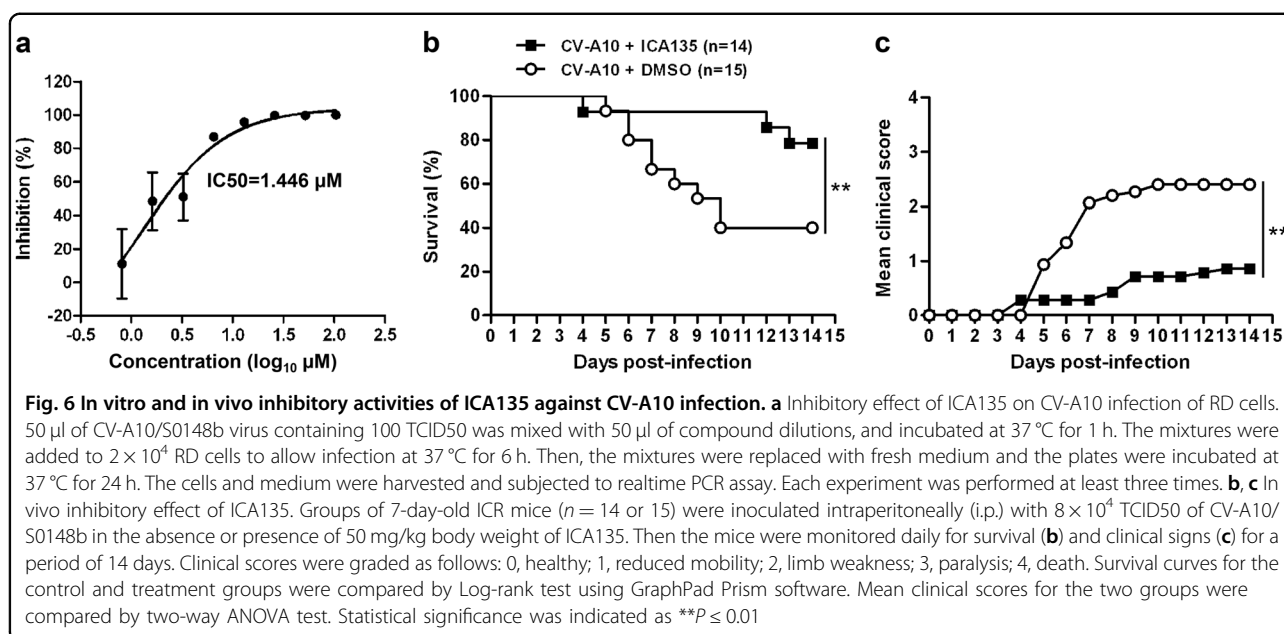 a
120
100
80
60
40
20
0
-20
Inhibition (%)
IC50=1.446 μM
-0.5 0.0 0.5 1.0 1.5 2.0 2.5
Concentration (log10 μM)
b
CV-A10 + ICA135 (n=14)
CV-A10 + DMSO (n=15)
100
80
60
40
20
0
Survival (%)
**
0 1 2 3 4 5 6 7 8 9 10 11 12 13 14 15
Days post-infection
c
4
3
2
1
0
Mean clinical score
**
0 1 2 3 4 5 6 7 8 9 10 11 12 13 14 15
Days post-infection
Fig. 6 In vitro and in vivo inhibitory activities of ICA135 against CV-A10 infection. a Inhibitory effect of ICA135 on CV-A10 infection of RD cells.
50 µl of CV-A10/S0148b virus containing 100 TCID50 was mixed with 50 µl of compound dilutions, and incubated at 37 °C for 1 h. The mixtures were
added to 2 × 10⁴ RD cells to allow infection at 37 °C for 6 h. Then, the mixtures were replaced with fresh medium and the plates were incubated at
37 °C for 24 h. The cells and medium were harvested and subjected to realtime PCR assay. Each experiment was performed at least three times. b, c In
vivo inhibitory effect of ICA135. Groups of 7-day-old ICR mice (n = 14 or 15) were inoculated intraperitoneally (i.p.) with 8 × 10⁴ TCID50 of CV-A10/
S0148b in the absence or presence of 50 mg/kg body weight of ICA135. Then the mice were monitored daily for survival (b) and clinical signs (c) for a
period of 14 days. Clinical scores were graded as follows: 0, healthy; 1, reduced mobility; 2, limb weakness; 3, paralysis; 4, death. Survival curves for the
control and treatment groups were compared by Log-rank test using GraphPad Prism software. Mean clinical scores for the two groups were
compared by two-way ANOVA test. Statistical significance was indicated as **P ≤ 0.01